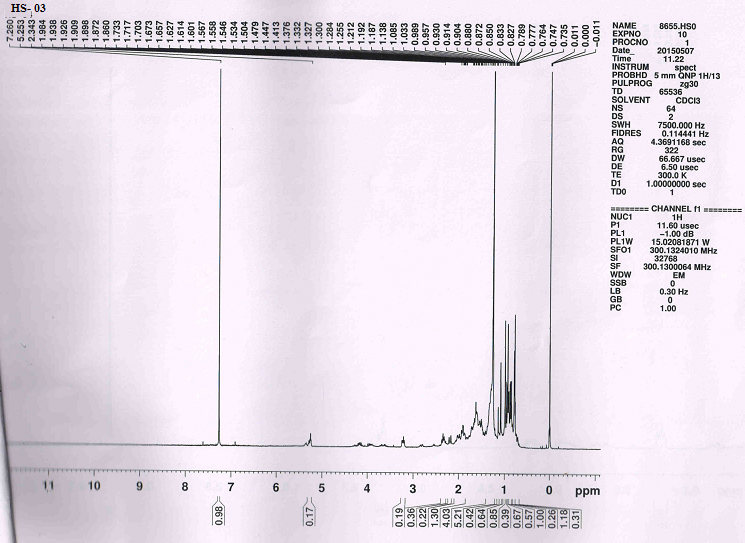 HS- 03
7.260 5.253 2.343 1.984 1.938 1.926 1.909 1.898 1.872 1.860 1.733 1.717 1.703 1.673 1.657 1.627 1.614 1.601 1.567 1.558 1.546 1.534 1.504 1.479 1.447 1.413 1.376 1.332 1.327 1.300 1.284 1.255 1.212 1.192 1.187 1.138 1.085 1.033 0.989 0.957 0.930 0.914 0.904 0.880 0.872 0.850 0.833 0.827 0.789 0.777 0.764 0.747 0.735 0.011 0.000 -0.011
NAME 8655.HS0
EXPNO 10
PROCNO 1
Date_ 20150507
Time 11.22
INSTRUM spect
PROBHD 5 mm QNP 1H/13
PULPROG zg30
TD 65536
SOLVENT CDCl3
NS 64
DS 2
SWH 7500.000 Hz
FIDRES 0.114441 Hz
AQ 4.3691168 sec
RG 322
DW 66.667 usec
DE 6.50 usec
TE 300.0 K
D1 1.00000000 sec
TD0 1
======== CHANNEL f1 ========
NUC1 1H
P1 11.60 usec
PL1 -1.00 dB
PL1W 15.02081871 W
SFO1 300.1324010 MHz
SI 32768
SF 300.1300064 MHz
WDW EM
SSB 0
LB 0.30 Hz
GB 0
PC 1.00
11 10 9 8 7 6 5 4 3 2 1 0 ppm
0.98 0.17 0.19 0.36 0.22 1.30 4.03 5.21 0.42 0.64 0.85 0.39 0.67 0.57 1.00 0.26 1.18 0.31